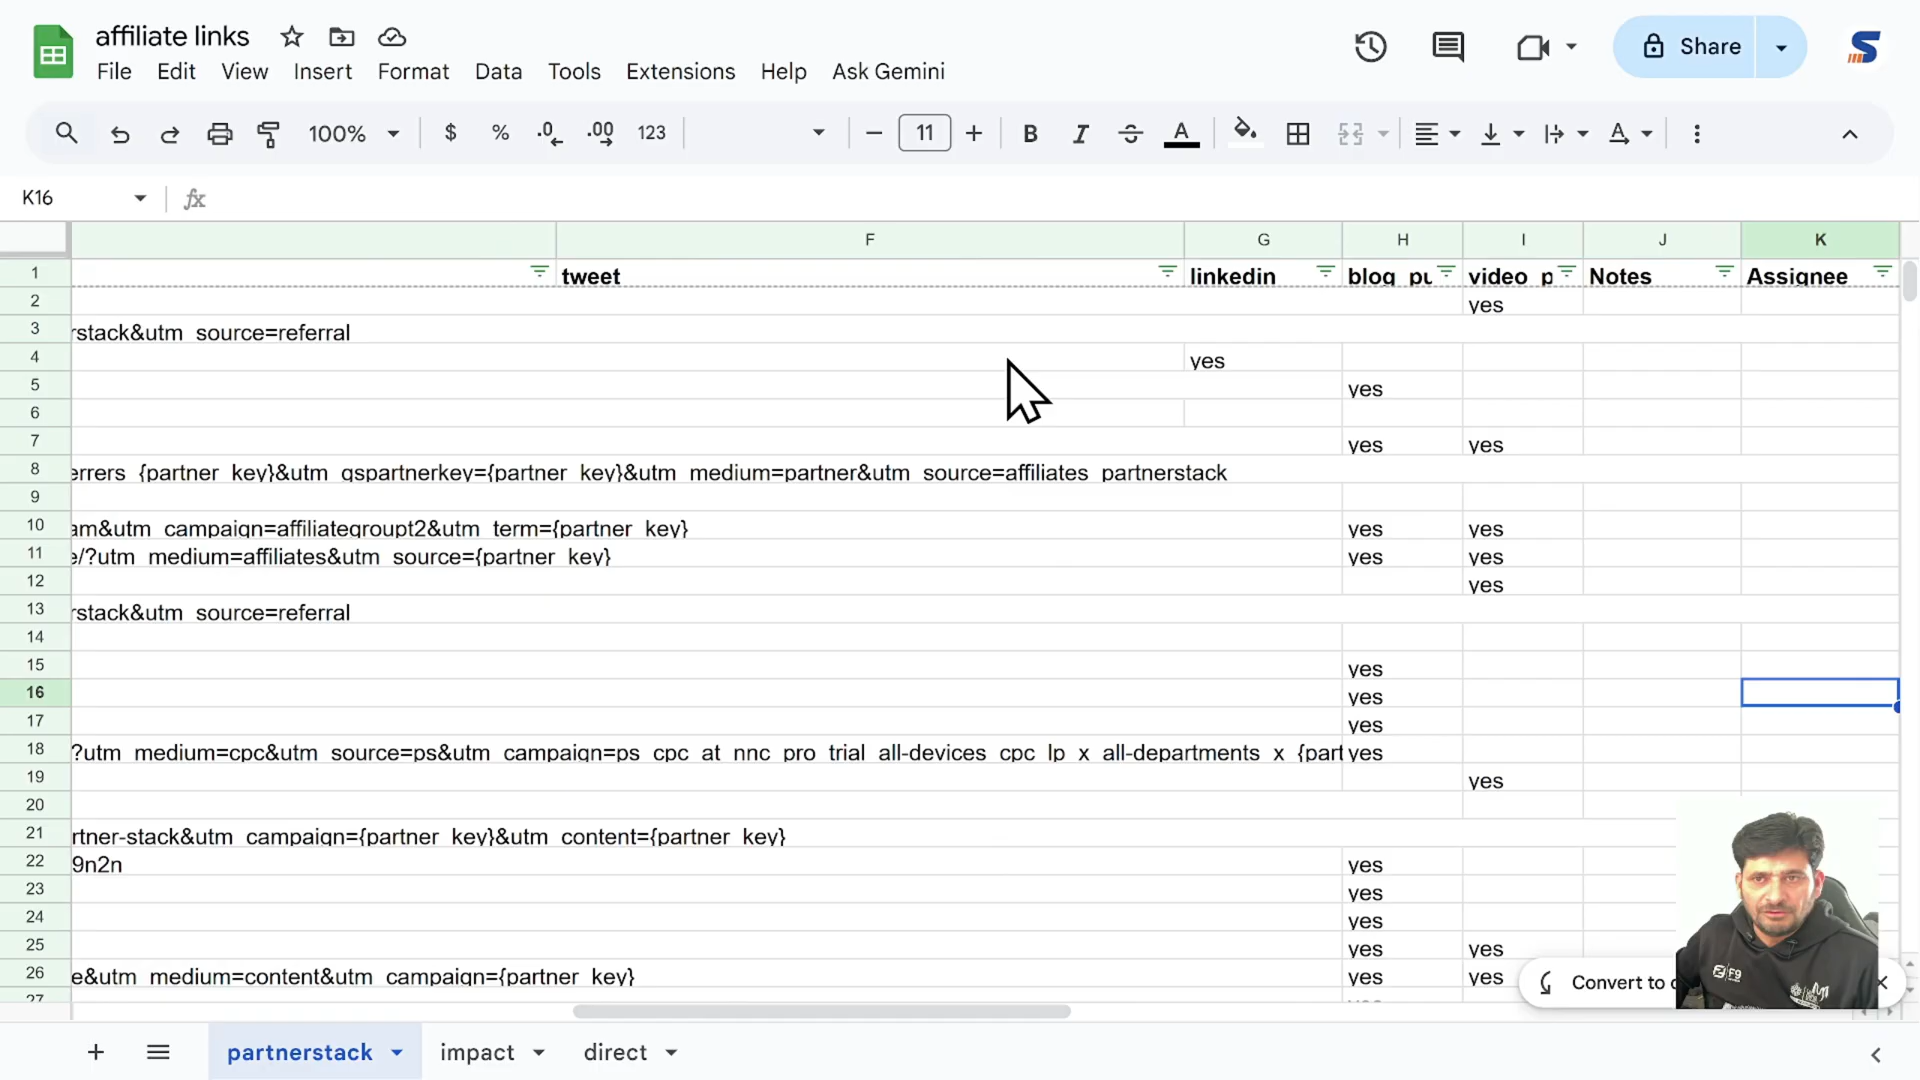 affiliate links
File Edit View Insert Format Data Tools Extensions Help Ask Gemini
Share
100% $ % .0 .00 123 11 B I A
K16 fx
F G H I J K
1 tweet linkedin blog_pu video_p Notes Assignee
2 yes
3 rstack&utm_source=referral
4 yes
5 yes
6
7 yes yes
8 errers_{partner_key}&utm_gspartnerkey={partner_key}&utm_medium=partner&utm_source=affiliates_partnerstack
9
10 am&utm_campaign=affiliategroupt2&utm_term={partner_key} yes yes
11 e/?utm_medium=affiliates&utm_source={partner_key} yes yes
12 yes
13 rstack&utm_source=referral
14
15 yes
16 yes
17 yes
18 ?utm_medium=cpc&utm_source=ps&utm_campaign=ps_cpc_at_nnc_pro_trial_all-devices_cpc_lp_x_all-departments_x_{part yes
19 yes
20
21 rtner-stack&utm_campaign={partner_key}&utm_content={partner_key}
22 9n2n yes
23 yes
24 yes
25 yes yes
26 e&utm_medium=content&utm_campaign={partner_key} yes yes
27
Convert to
F9
partnerstack impact direct